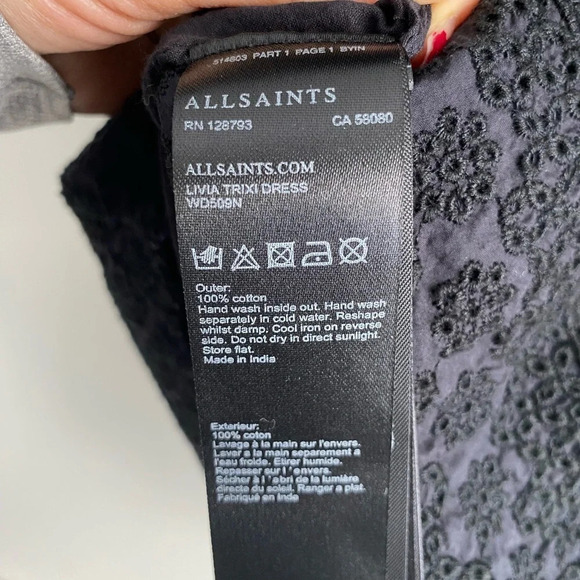 514803 PART 1 PAGE 1 BYIN
ALLSAINTS
RN 128793 CA 58080
ALLSAINTS.COM
LIVIA TRIXI DRESS
WD509N
Outer:
100% cotton
Hand wash inside out. Hand wash
separately in cold water. Reshape
whilst damp. Cool iron on reverse
side. Do not dry in direct sunlight.
Store flat.
Made in India
Exterieur:
100% coton
Lavage à la main sur l'envers.
Laver a la main separement a
l'eau froide. Etirer humide.
Repasser sur l'envers.
Sécher à l'abri de la lumière
directe du soleil. Ranger a plat.
Fabriqué en Inde